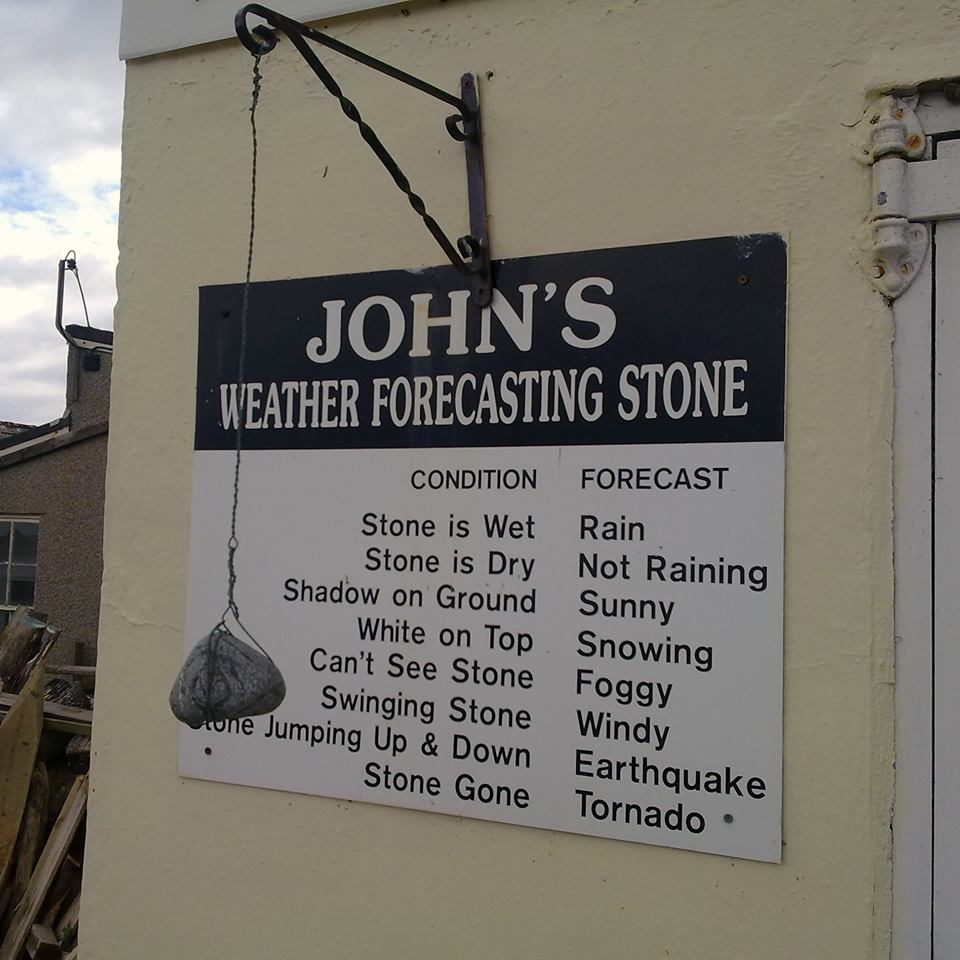 JOHN'S
WEATHER FORECASTING STONE
CONDITION FORECAST
Stone is Wet Rain
Stone is Dry Not Raining
Shadow on Ground Sunny
White on Top Snowing
Can't See Stone Foggy
Swinging Stone Windy
Stone Jumping Up & Down Earthquake
Stone Gone Tornado